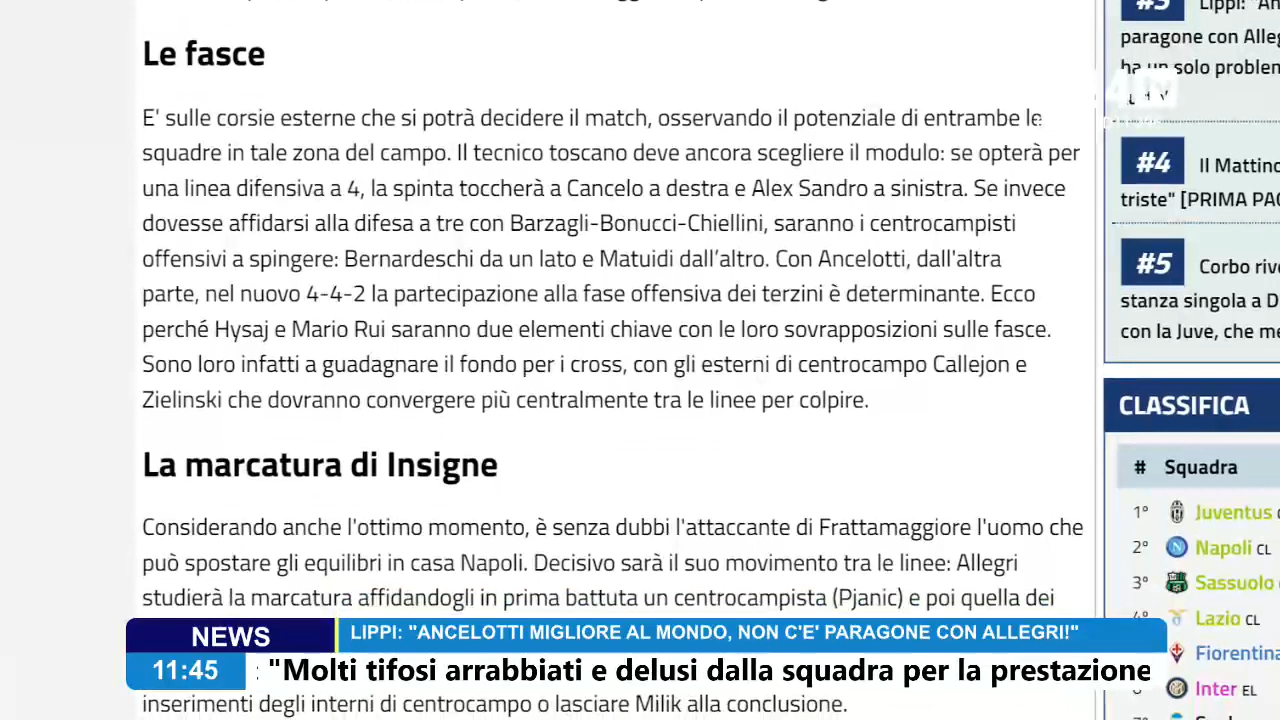 Le fasce
E' sulle corsie esterne che si potrà decidere il match, osservando il potenziale di entrambe le
squadre in tale zona del campo. Il tecnico toscano deve ancora scegliere il modulo: se opterà per
una linea difensiva a 4, la spinta toccherà a Cancelo a destra e Alex Sandro a sinistra. Se invece
dovesse affidarsi alla difesa a tre con Barzagli-Bonucci-Chiellini, saranno i centrocampisti
offensivi a spingere: Bernardeschi da un lato e Matuidi dall’altro. Con Ancelotti, dall'altra
parte, nel nuovo 4-4-2 la partecipazione alla fase offensiva dei terzini è determinante. Ecco
perché Hysaj e Mario Rui saranno due elementi chiave con le loro sovrapposizioni sulle fasce.
Sono loro infatti a guadagnare il fondo per i cross, con gli esterni di centrocampo Callejon e
Zielinski che dovranno convergere più centralmente tra le linee per colpire.
La marcatura di Insigne
Considerando anche l'ottimo momento, è senza dubbi l'attaccante di Frattamaggiore l'uomo che
può spostare gli equilibri in casa Napoli. Decisivo sarà il suo movimento tra le linee: Allegri
studierà la marcatura affidandogli in prima battuta un centrocampista (Pjanic) e poi quella dei
inserimenti degli interni di centrocampo o lasciare Milik alla conclusione.
#3 Lippi: "An
paragone con Alleg
ha un solo problem
#4 Il Mattino
triste" [PRIMA PAG
#5 Corbo rive
stanza singola a D
con la Juve, che me
CLASSIFICA
# Squadra
1º Juventus
2º Napoli CL
3º Sassuolo
4º Lazio CL
Fiorentina
Inter EL
NEWS
LIPPI: "ANCELOTTI MIGLIORE AL MONDO, NON C'E' PARAGONE CON ALLEGRI!"
11:45
: "Molti tifosi arrabbiati e delusi dalla squadra per la prestazione